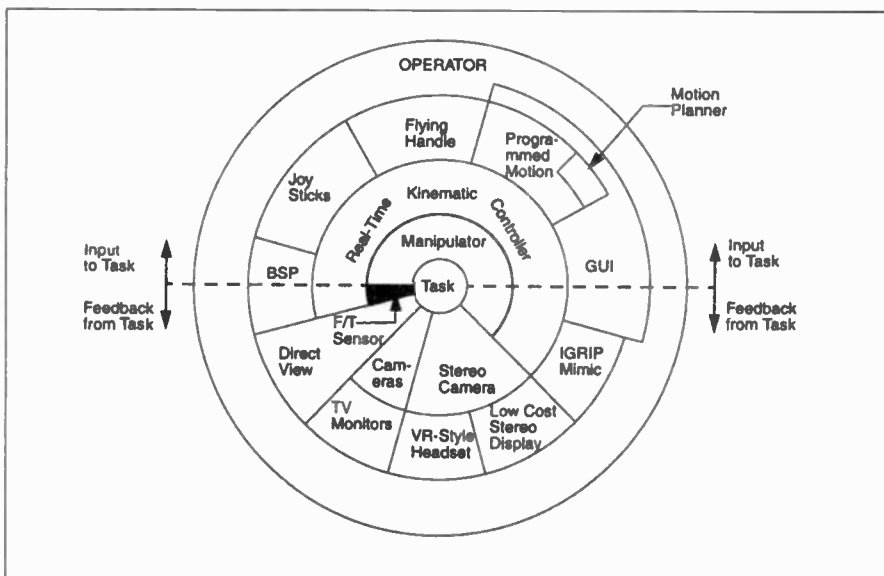 OPERATOR
Motion
Planner
Flying
Handle
Progra-
mmed
Motion
Joy
Sticks
Kinematic
Real-Time
Controller
Manipulator
Input
to Task
BSP
Task
GUI
Input
to Task
Feedback
from Task
F/T
Sensor
Feedback
from Task
Direct
View
Cam-
eras
Stereo
Camera
IGRIP
Mimic
TV
Monitors
VR-Style
Headset
Low Cost
Stereo
Display